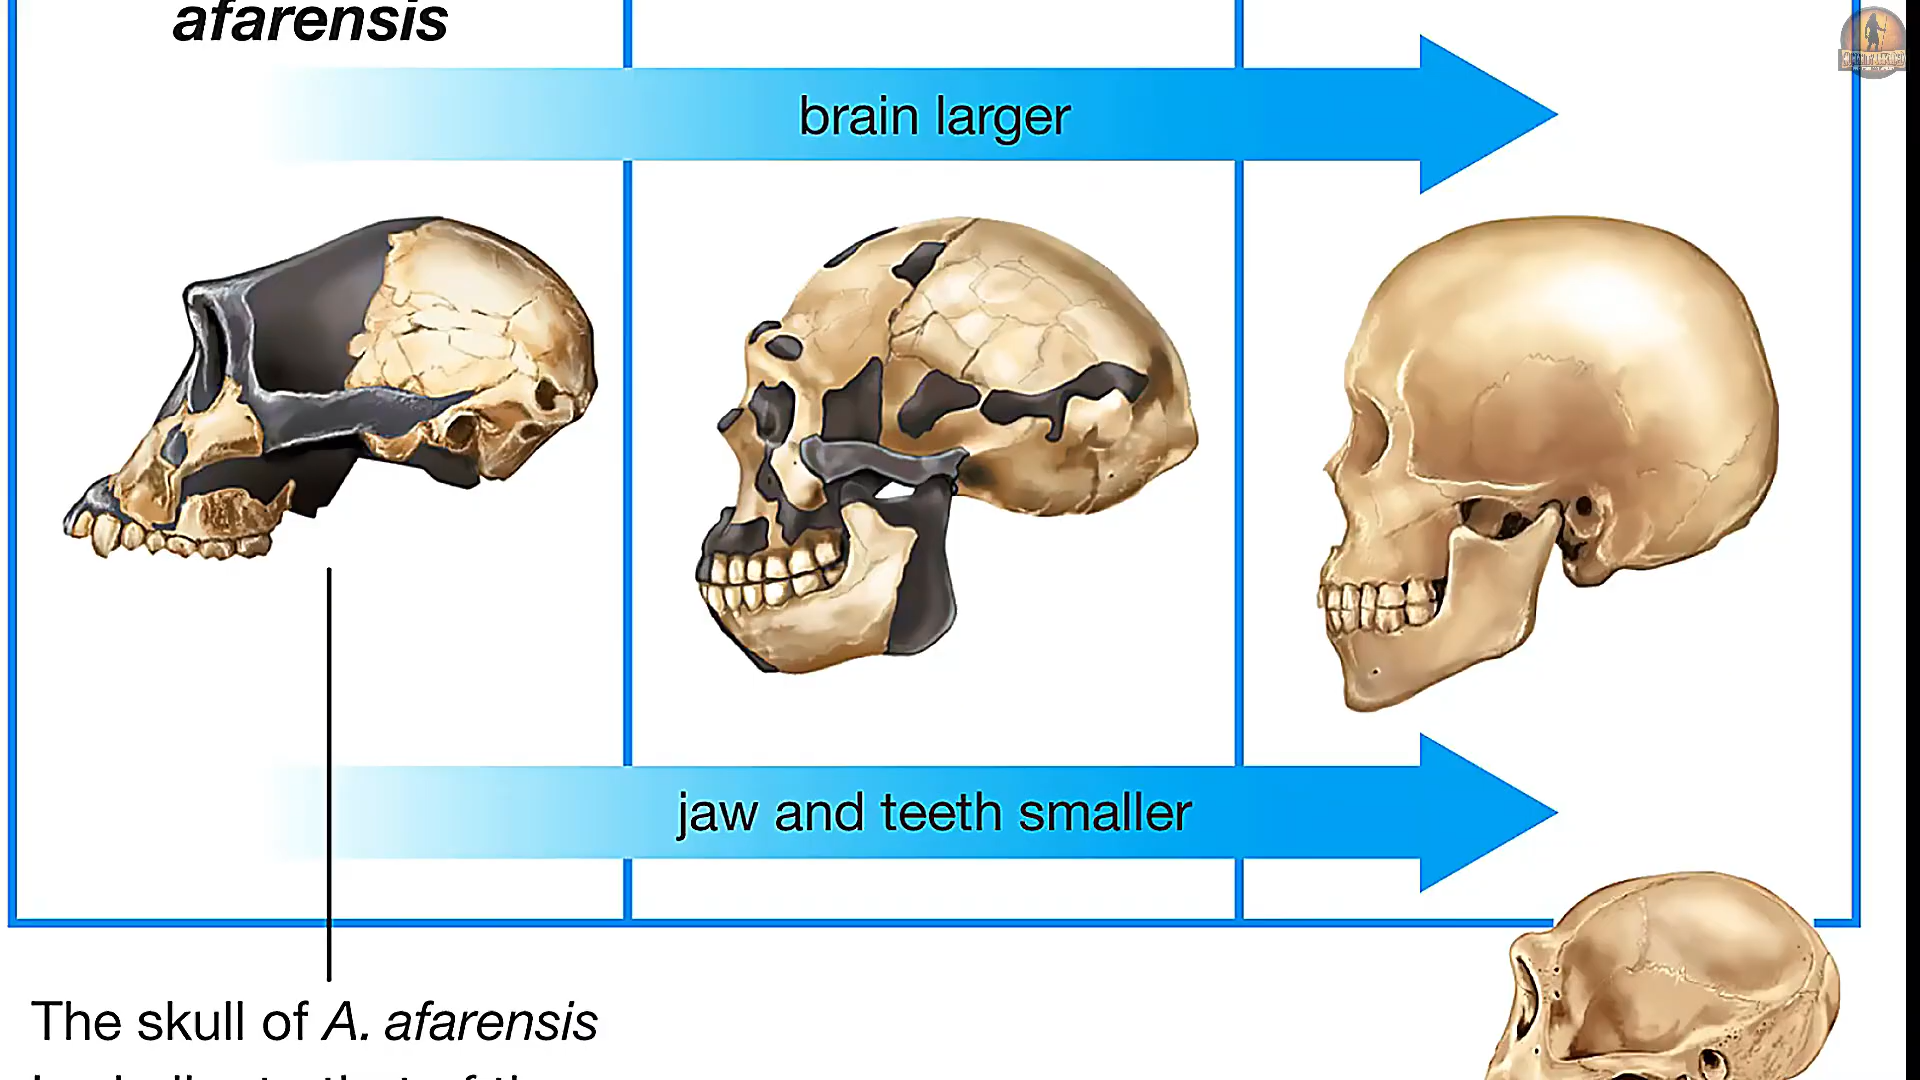 afarensis
brain larger
jaw and teeth smaller
The skull of A. afarensis